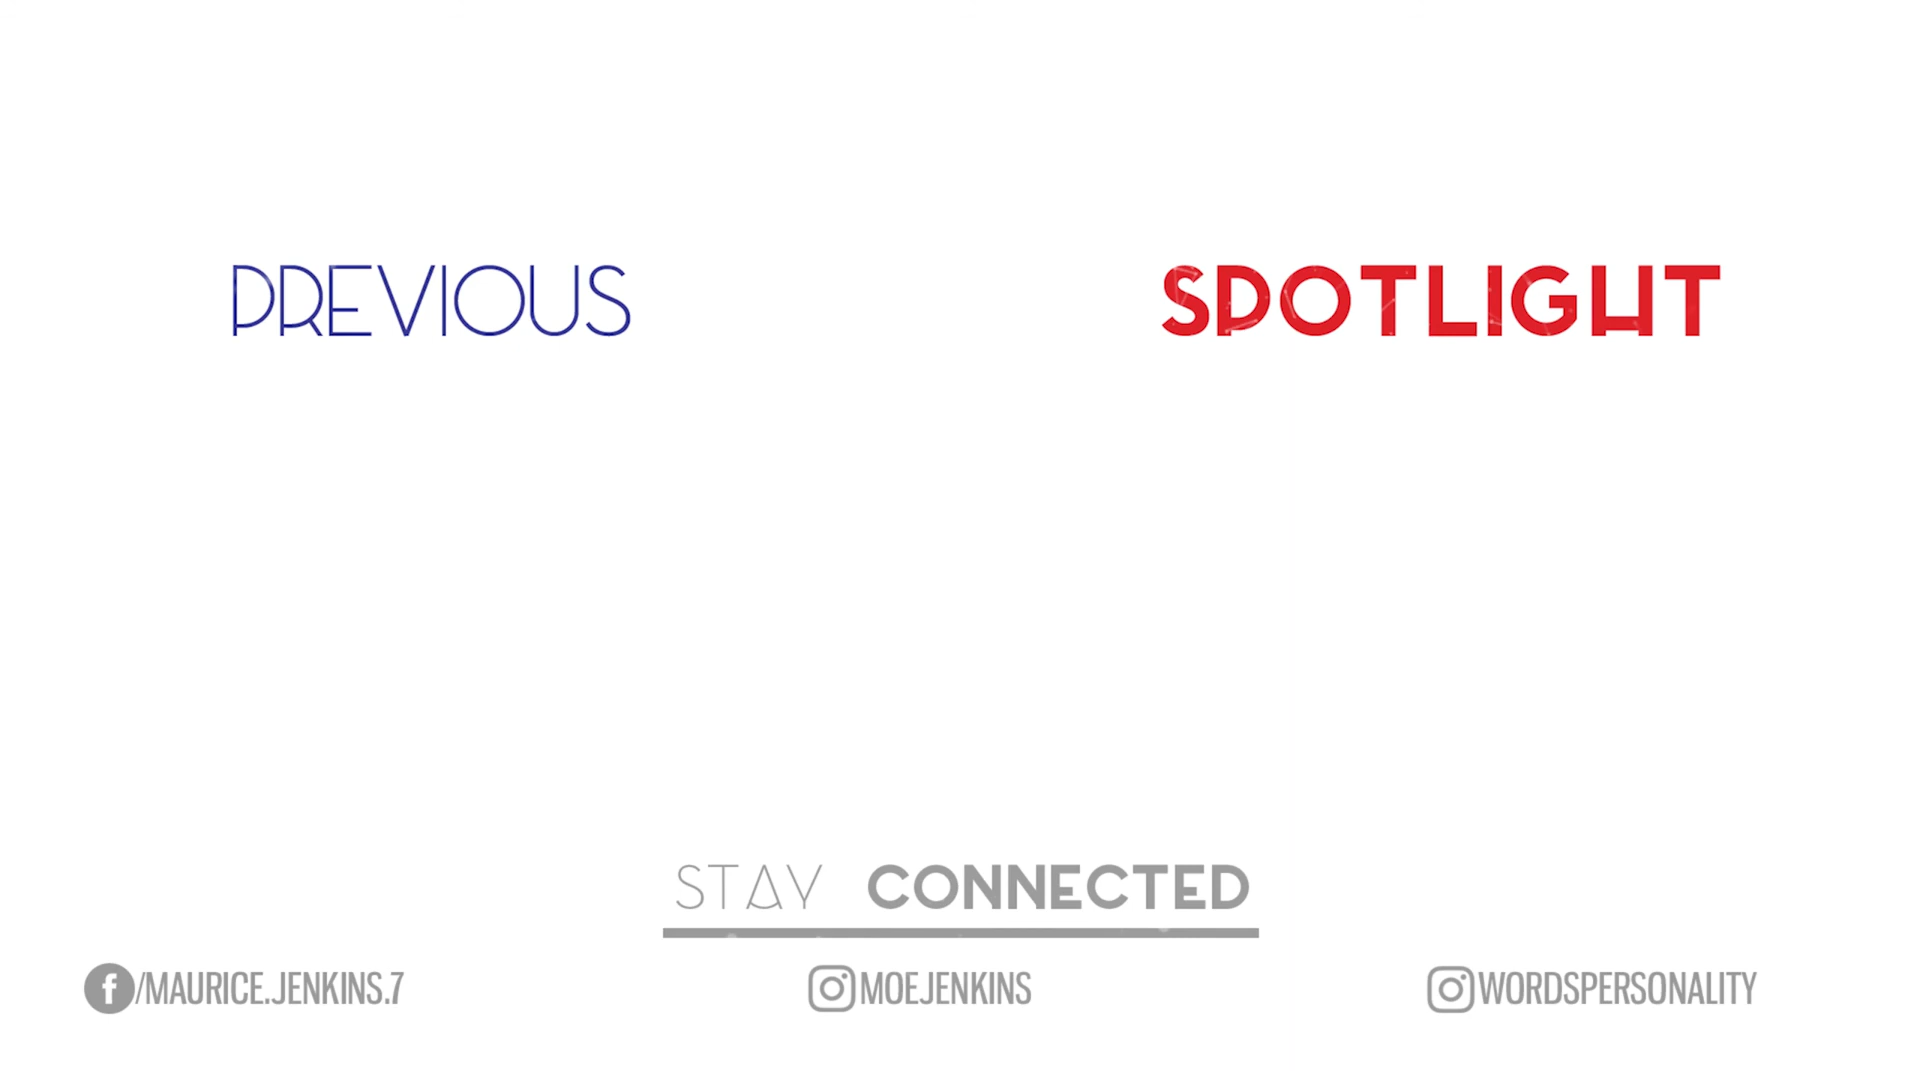 PREVIOUS
SPOTLIGHT
STAY CONNECTED
/MAURICE.JENKINS.7
MOEJENKINS
WORDSPERSONALITY